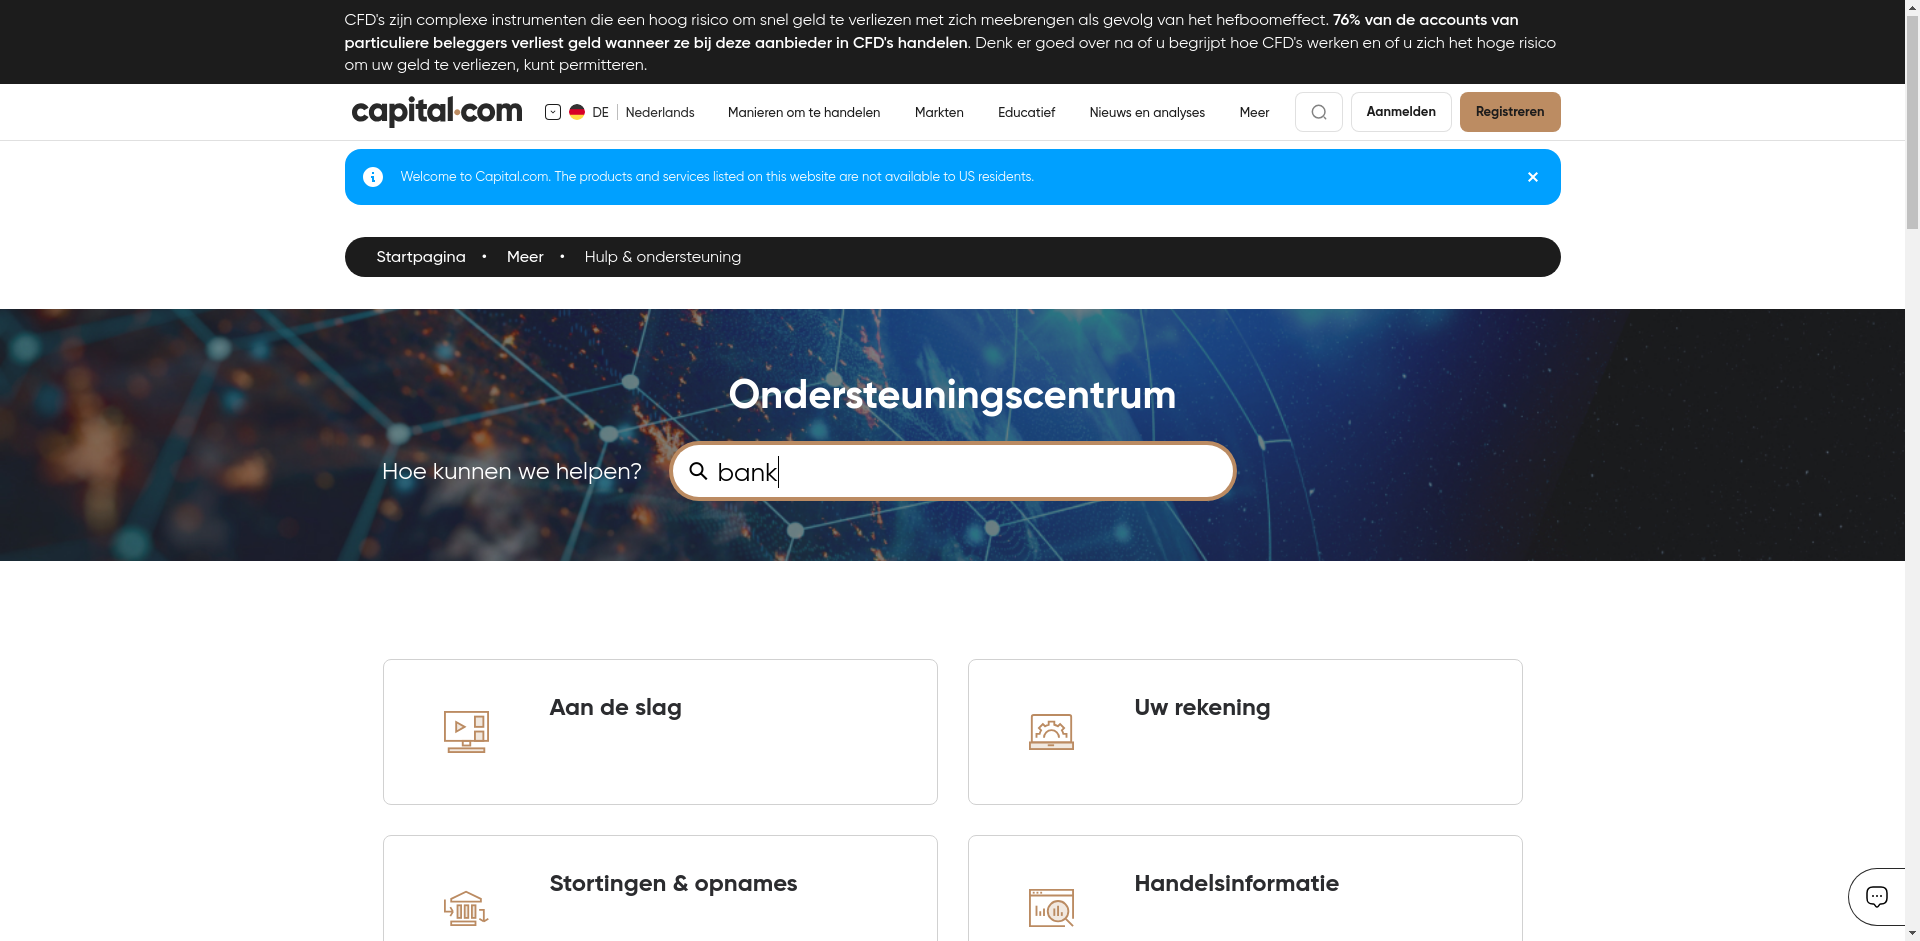 CFD's zijn complexe instrumenten die een hoog risico om snel geld te verliezen met zich meebrengen als gevolg van het hefboomeffect. 76% van de accounts van
particuliere beleggers verliest geld wanneer ze bij deze aanbieder in CFD's handelen. Denk er goed over na of u begrijpt hoe CFD's werken en of u zich het hoge risico
om uw geld te verliezen, kunt permitteren.
capital.com DE Nederlands Manieren om te handelen Markten Educatief Nieuws en analyses Meer Aanmelden Registreren
Welcome to Capital.com. The products and services listed on this website are not available to US residents.
Startpagina • Meer • Hulp & ondersteuning
Ondersteuningscentrum
Hoe kunnen we helpen? bank
Aan de slag
Uw rekening
Stortingen & opnames
Handelsinformatie